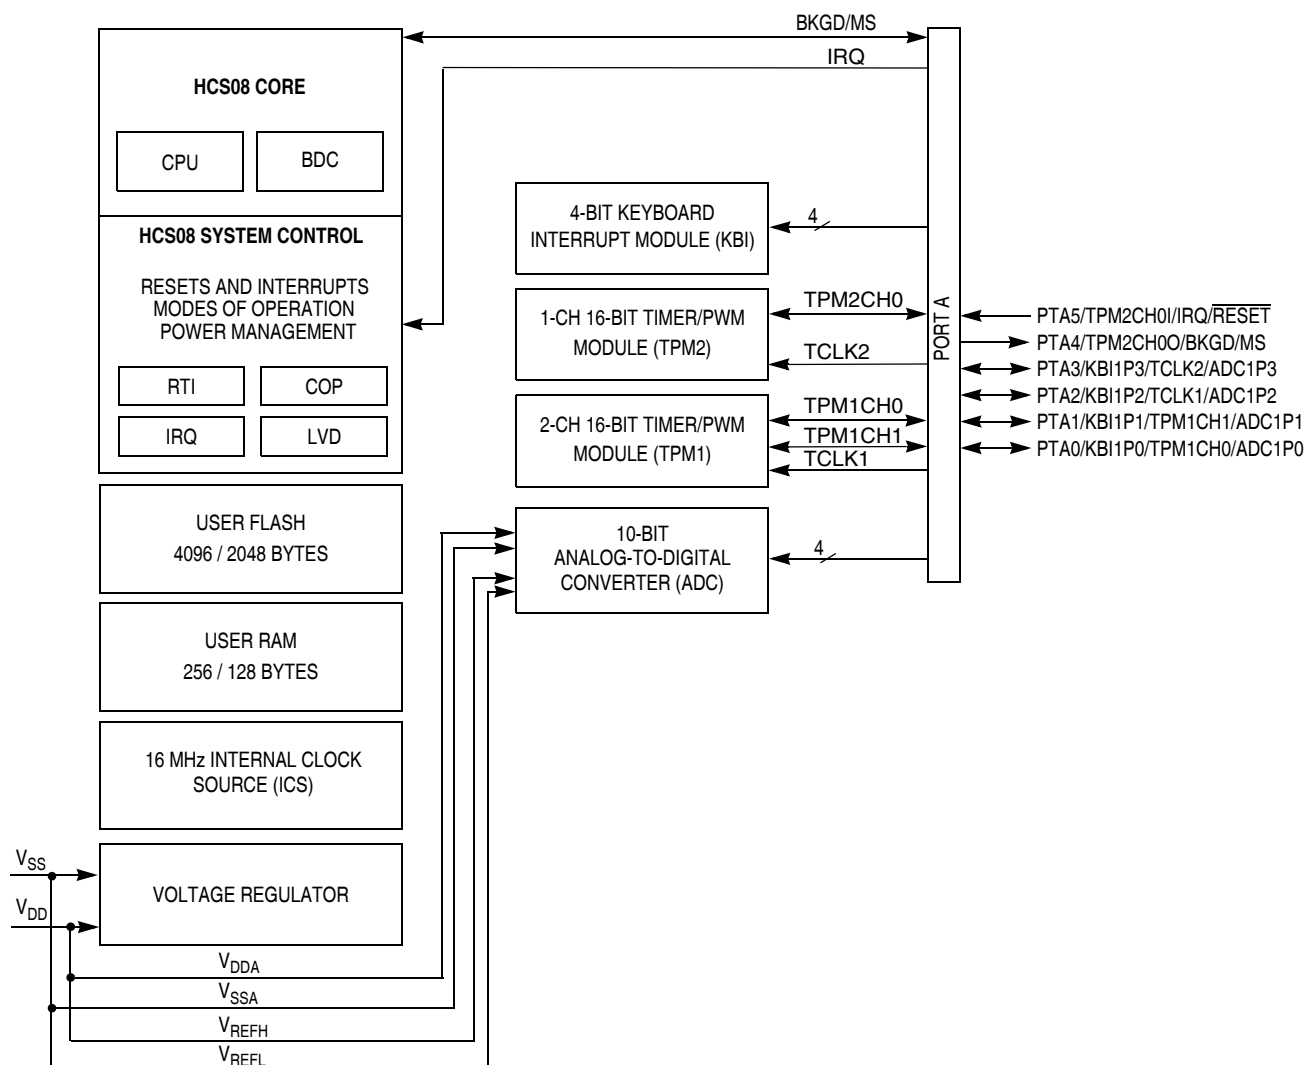 BKGD/MS
IRQ
HCS08 CORE
CPU
BDC
HCS08 SYSTEM CONTROL
RESETS AND INTERRUPTS
MODES OF OPERATION
POWER MANAGEMENT
RTI
COP
IRQ
LVD
USER FLASH
4096 / 2048 BYTES
USER RAM
256 / 128 BYTES
16 MHz INTERNAL CLOCK
SOURCE (ICS)
VOLTAGE REGULATOR
VSS
VDD
VDDA
VSSA
VREFH
VREFL
4-BIT KEYBOARD
INTERRUPT MODULE (KBI)
4
1-CH 16-BIT TIMER/PWM
MODULE (TPM2)
TPM2CH0
TCLK2
2-CH 16-BIT TIMER/PWM
MODULE (TPM1)
TPM1CH0
TPM1CH1
TCLK1
10-BIT
ANALOG-TO-DIGITAL
CONVERTER (ADC)
4
PORT A
PTA5/TPM2CH0I/IRQ/RESET
PTA4/TPM2CH0O/BKGD/MS
PTA3/KBI1P3/TCLK2/ADC1P3
PTA2/KBI1P2/TCLK1/ADC1P2
PTA1/KBI1P1/TPM1CH1/ADC1P1
PTA0/KBI1P0/TPM1CH0/ADC1P0